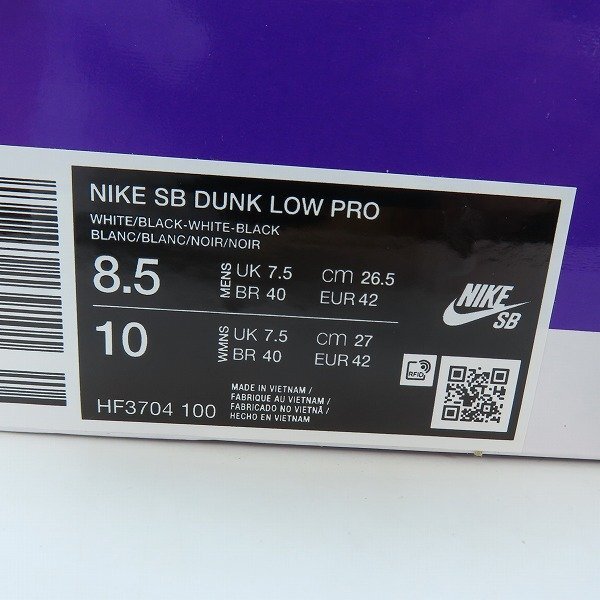 NIKE SB DUNK LOW PRO
WHITE/BLACK-WHITE-BLACK
BLANC/BLANC/NOIR/NOIR
8.5 MENS UK 7.5 cm 26.5
BR 40 EUR 42
10 WMNS UK 7.5 cm 27
BR 40 EUR 42
NIKE
SB
RFID
MADE IN VIETNAM /
FABRIQUE AU VIETNAM /
FABRICADO NO VIETNÃ /
HECHO EN VIETNAM
HF3704 100